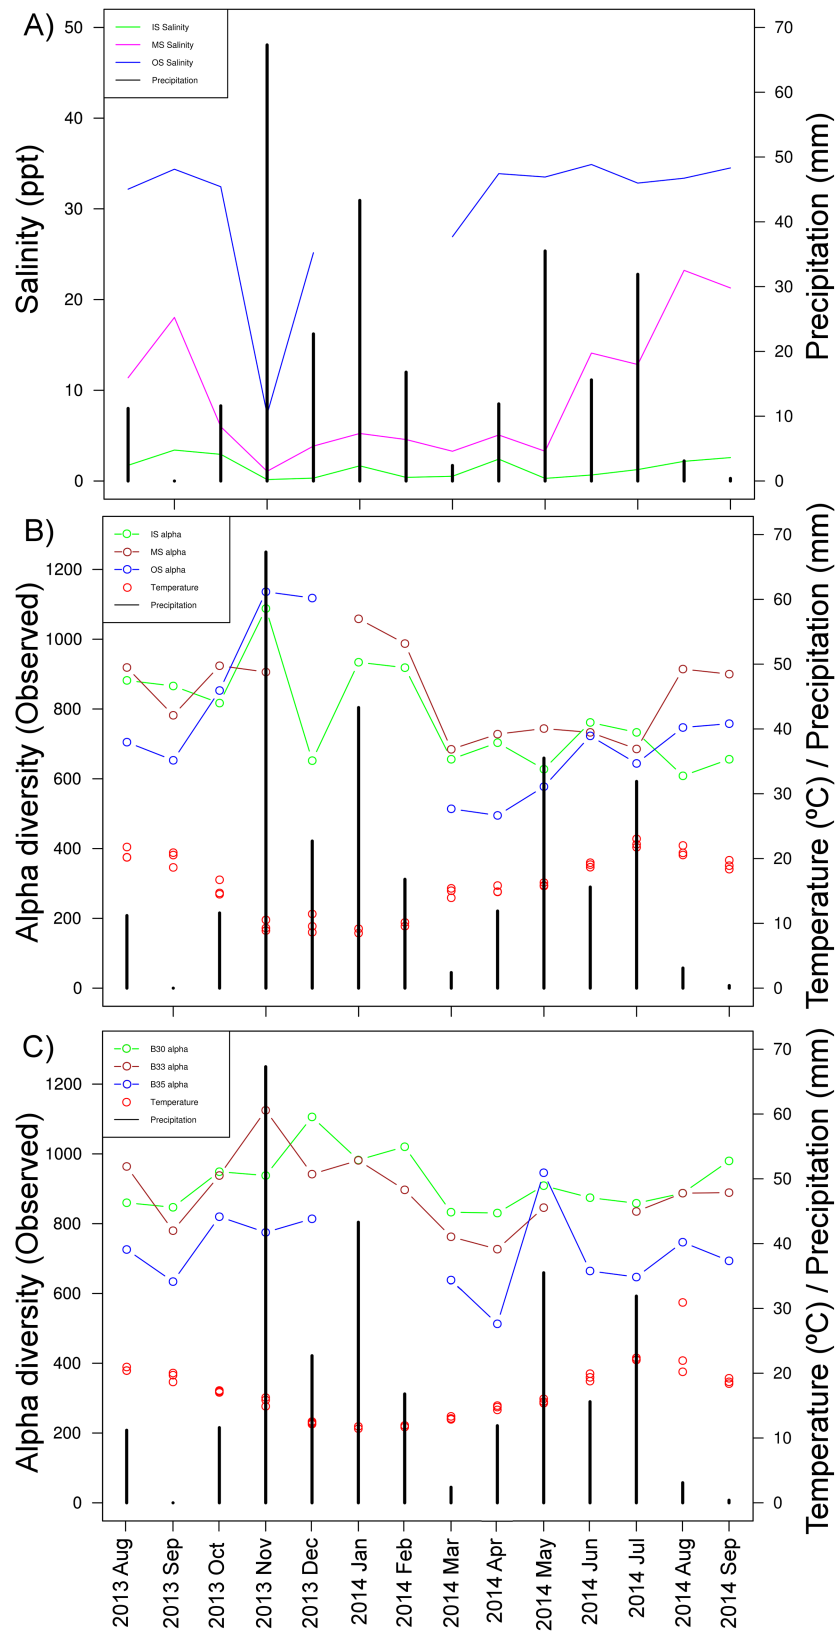 A)
IS Salinity
MS Salinity
OS Salinity
Precipitation
Salinity (ppt)
50
40
30
20
10
0
Precipitation (mm)
70
60
50
40
30
20
10
0
B)
IS alpha
MS alpha
OS alpha
Temperature
Precipitation
Alpha diversity (Observed)
1200
1000
800
600
400
200
0
Temperature (ºC) / Precipitation (mm)
70
60
50
40
30
20
10
0
C)
B30 alpha
B33 alpha
B35 alpha
Temperature
Precipitation
Alpha diversity (Observed)
1200
1000
800
600
400
200
0
Temperature (ºC) / Precipitation (mm)
70
60
50
40
30
20
10
0
2013 Aug
2013 Sep
2013 Oct
2013 Nov
2013 Dec
2014 Jan
2014 Feb
2014 Mar
2014 Apr
2014 May
2014 Jun
2014 Jul
2014 Aug
2014 Sep